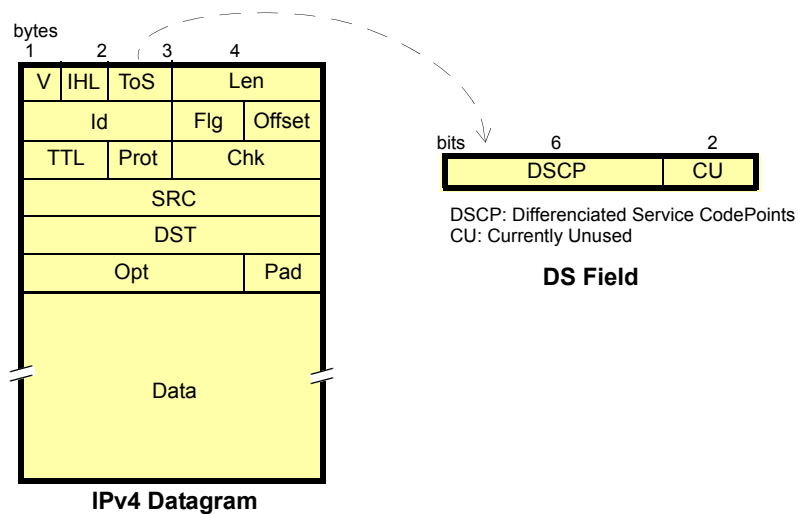 bytes
1 2 3 4
V IHL ToS Len
Id Flg Offset
TTL Prot Chk
SRC
DST
Opt Pad
Data
IPv4 Datagram
bits 6 2
DSCP CU
DSCP: Differenciated Service CodePoints
CU: Currently Unused
DS Field